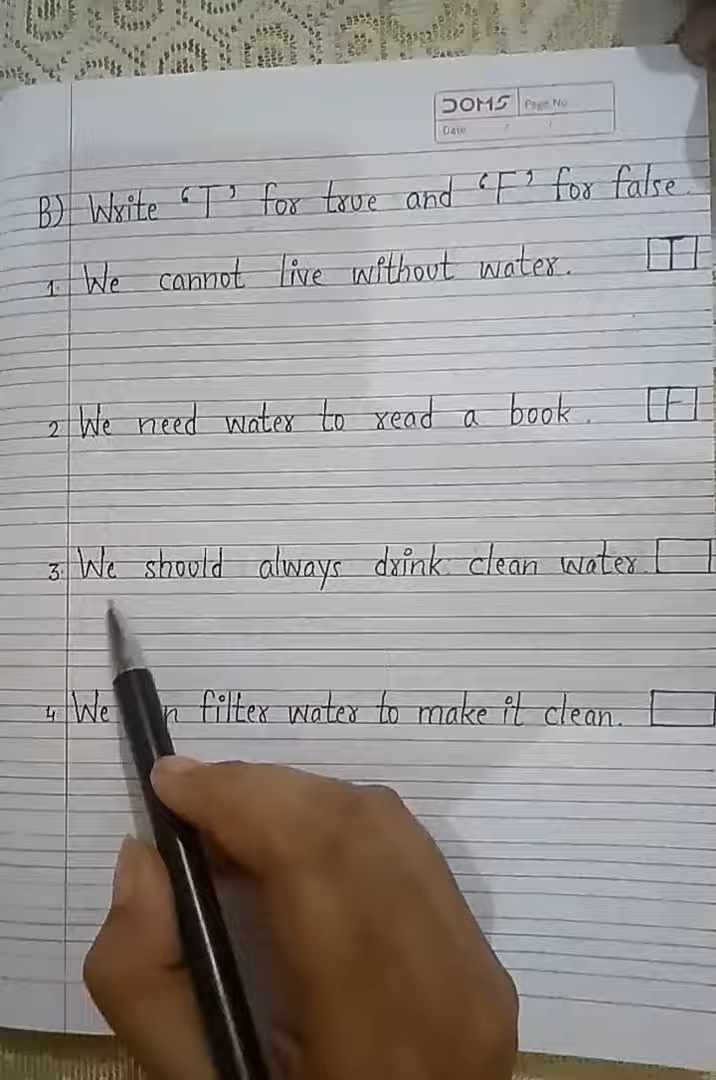 DOMS Page No.
Date / /
B) Write 'T' for true and 'F' for false.
1. We cannot live without water. T
2 We need water to read a book. F
3. We should always drink clean water.
4. We n filter water to make it clean.